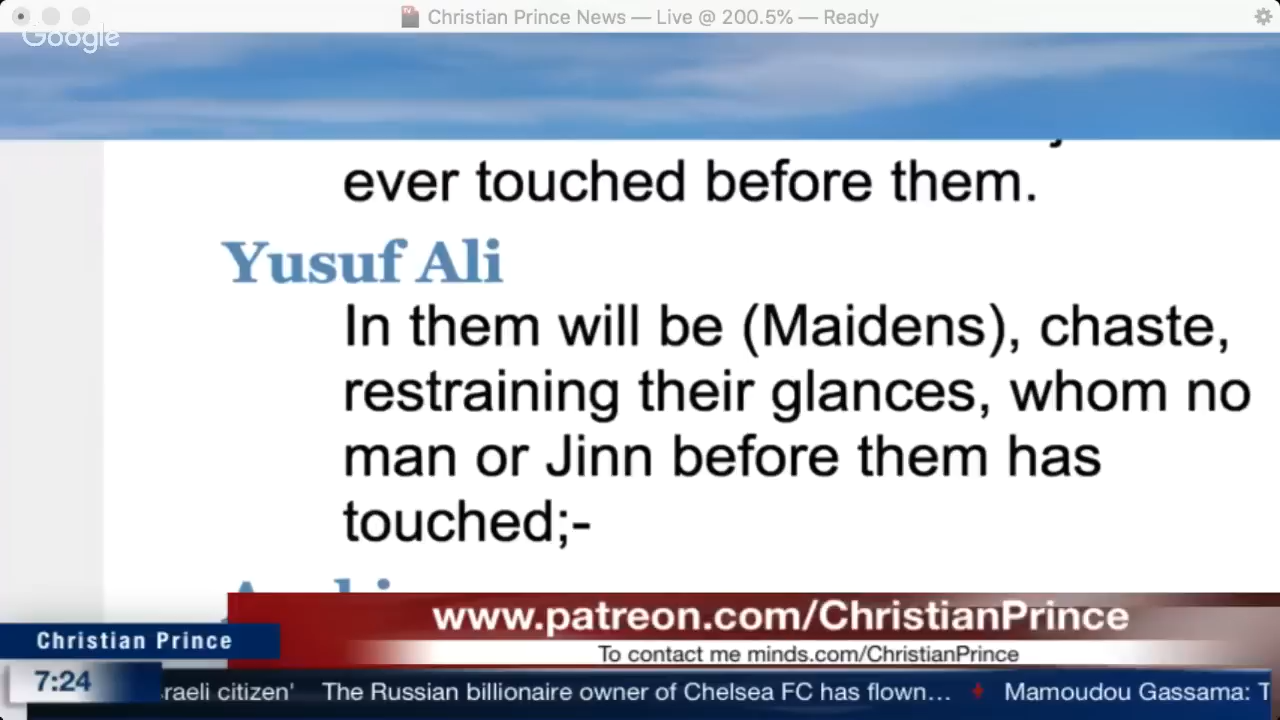 Christian Prince News — Live @ 200.5% — Ready
Google
ever touched before them.
Yusuf Ali
In them will be (Maidens), chaste,
restraining their glances, whom no
man or Jinn before them has
touched;-
www.patreon.com/ChristianPrince
Christian Prince
To contact me minds.com/ChristianPrince
7:24
raeli citizen' The Russian billionaire owner of Chelsea FC has flown... Mamoudou Gassama: T